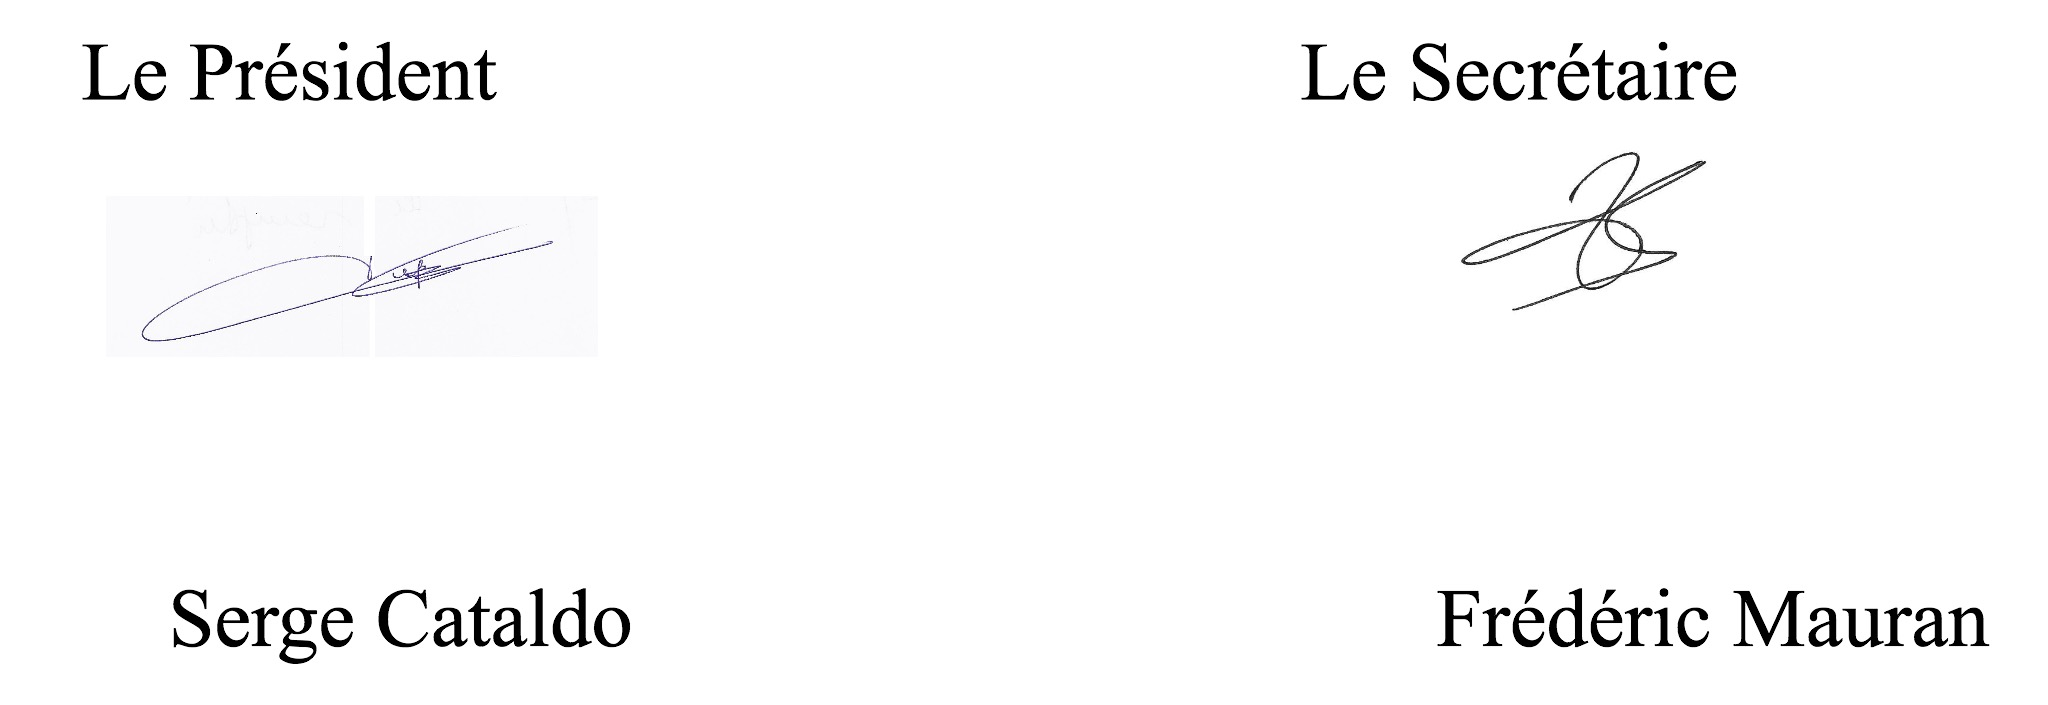 Le Président
Le Secrétaire
Serge Cataldo
Frédéric Mauran